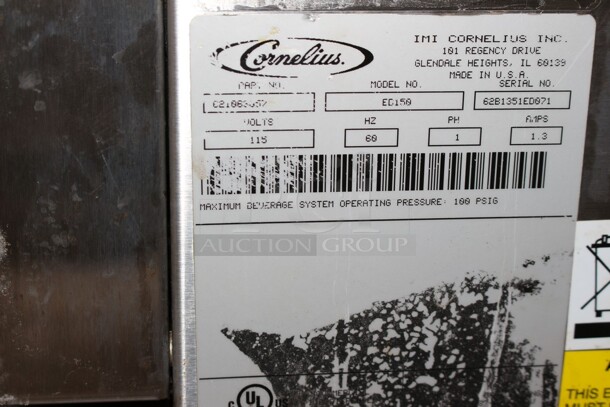 Cornelius.
IMI CORNELIUS INC.
101 REGENCY DRIVE
GLENDALE HEIGHTS, IL 60139
MADE IN U.S.A.
MODEL NO.
SERIAL NO.
ED150
62B1351ED071
VOLTS
HZ
PH
AMPS
115
60
1
1.3
MAXIMUM BEVERAGE SYSTEM OPERATING PRESSURE: 100 PSIG
AUCTION GROUP
C UL US
THIS